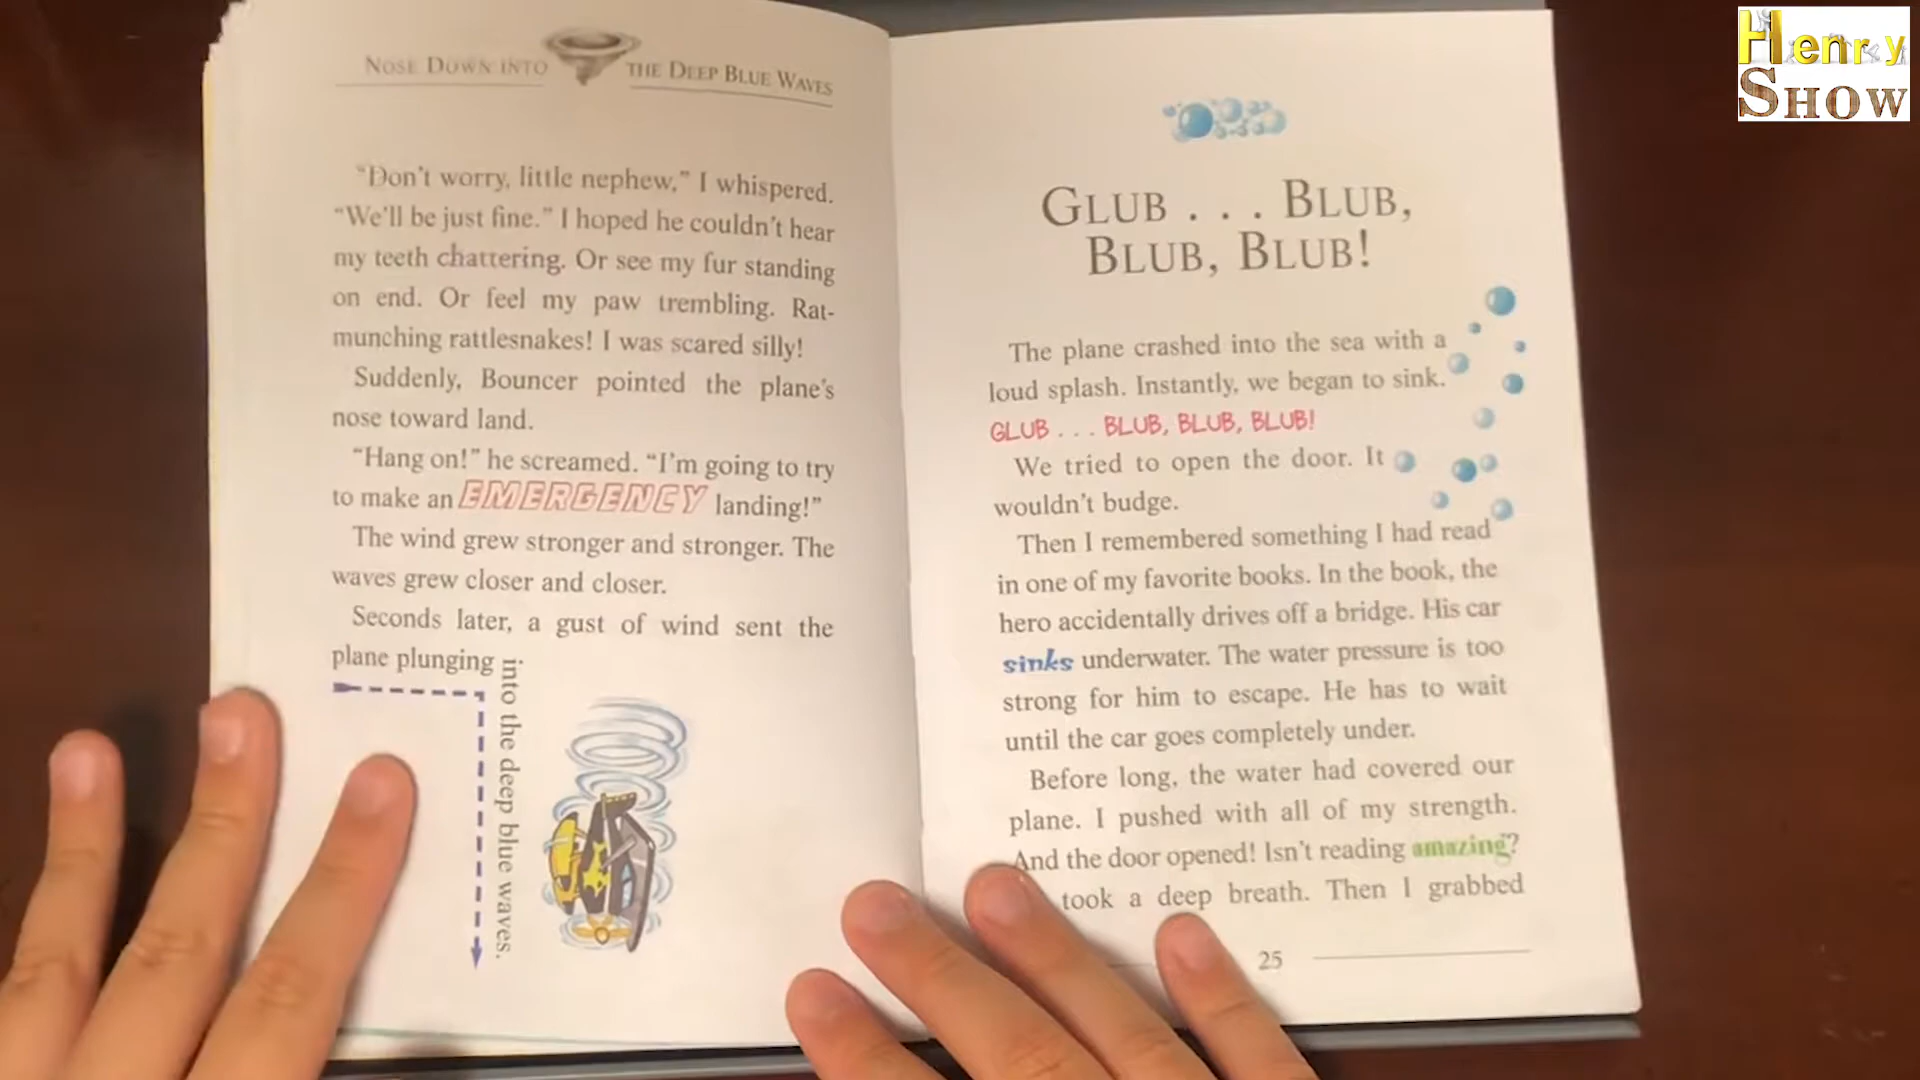 Henry
SHOW
NOSE DOWN INTO THE DEEP BLUE WAVES
“Don’t worry, little nephew,” I whispered.
“We’ll be just fine.” I hoped he couldn’t hear
my teeth chattering. Or see my fur standing
on end. Or feel my paw trembling. Rat-
munching rattlesnakes! I was scared silly!
Suddenly, Bouncer pointed the plane’s
nose toward land.
“Hang on!” he screamed. “I’m going to try
to make an EMERGENCY landing!”
The wind grew stronger and stronger. The
waves grew closer and closer.
Seconds later, a gust of wind sent the
plane plunging
into the deep blue waves.
GLUB . . . BLUB,
BLUB, BLUB!
The plane crashed into the sea with a
loud splash. Instantly, we began to sink.
GLUB . . . BLUB, BLUB, BLUB!
We tried to open the door. It
wouldn’t budge.
Then I remembered something I had read
in one of my favorite books. In the book, the
hero accidentally drives off a bridge. His car
sinks underwater. The water pressure is too
strong for him to escape. He has to wait
until the car goes completely under.
Before long, the water had covered our
plane. I pushed with all of my strength.
And the door opened! Isn’t reading amazing?
took a deep breath. Then I grabbed
25